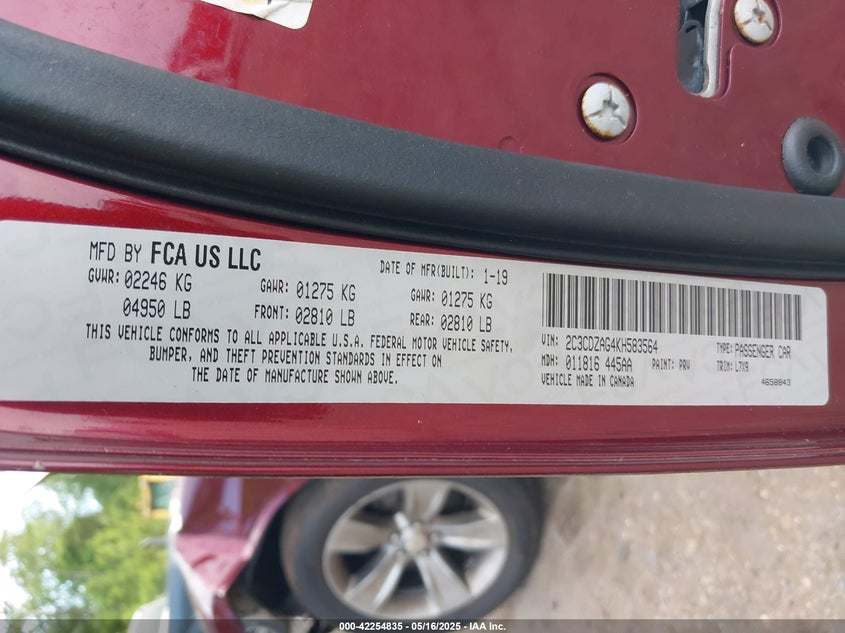 MFD BY FCA US LLC
DATE OF MFR(BUILT): 1-19
GVWR: 02246 KG
04950 LB
GAWR: 01275 KG
FRONT: 02810 LB
GAWR: 01275 KG
REAR: 02810 LB
THIS VEHICLE CONFORMS TO ALL APPLICABLE U.S.A. FEDERAL MOTOR VEHICLE SAFETY,
BUMPER, AND THEFT PREVENTION STANDARDS IN EFFECT ON
THE DATE OF MANUFACTURE SHOWN ABOVE.
VIN: 2C3CDZAG4KH583564
TYPE: PASSENGER CAR
MDH: 011816 445AA
PAINT: PRV
TRIM: L7X9
VEHICLE MADE IN CANADA
4658843
000-42254835 - 05/16/2025 - IAA Inc.